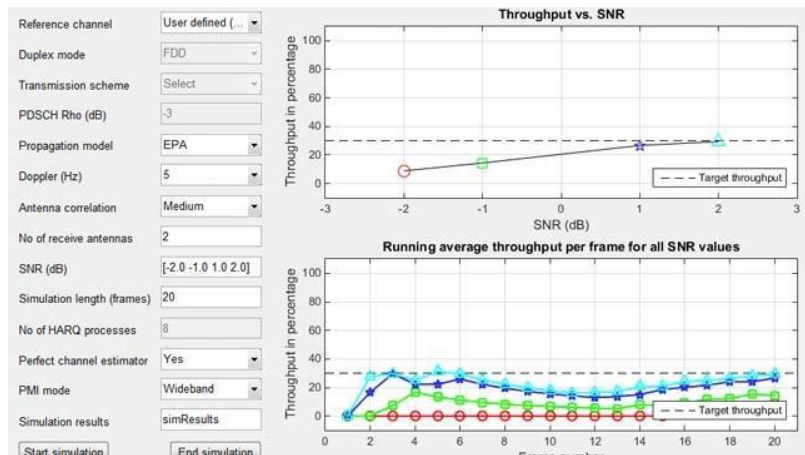 Reference channel User defined (...
Duplex mode FDD
Transmission scheme Select
PDSCH Rho (dB) -3
Propagation model EPA
Doppler (Hz) 5
Antenna correlation Medium
No of receive antennas 2
SNR (dB) [-2.0 -1.0 1.0 2.0]
Simulation length (frames) 20
No of HARQ processes 8
Perfect channel estimator Yes
PMI mode Wideband
Simulation results simResults
Start simulation End simulation
Throughput vs. SNR
Throughput in percentage
100
80
60
40
20
0
Target throughput
-3 -2 -1 0 1 2 3
SNR (dB)
Running average throughput per frame for all SNR values
Throughput in percentage
100
80
60
40
20
0
Target throughput
0 2 4 6 8 10 12 14 16 18 20
Frame number